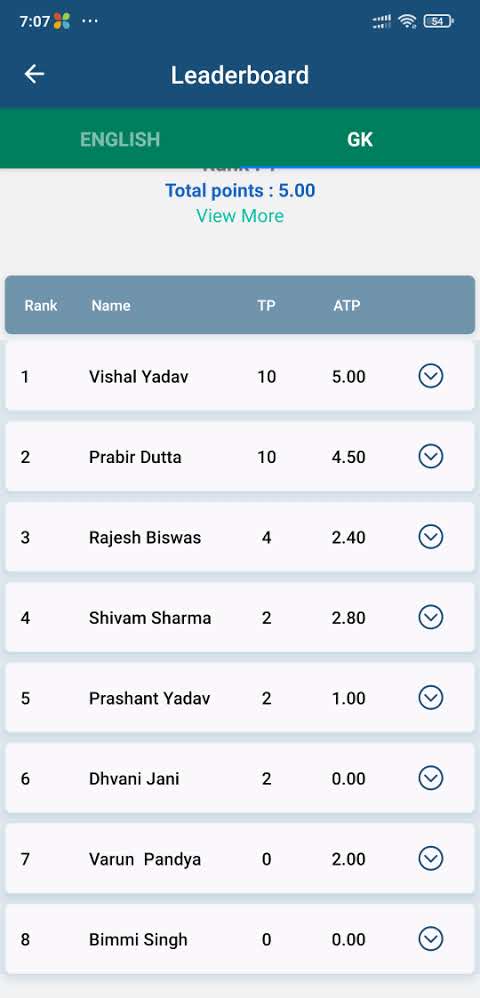 7:07 ...
54
Leaderboard
ENGLISH GK
Total points : 5.00
View More
Rank Name TP ATP
1 Vishal Yadav 10 5.00
2 Prabir Dutta 10 4.50
3 Rajesh Biswas 4 2.40
4 Shivam Sharma 2 2.80
5 Prashant Yadav 2 1.00
6 Dhvani Jani 2 0.00
7 Varun Pandya 0 2.00
8 Bimmi Singh 0 0.00